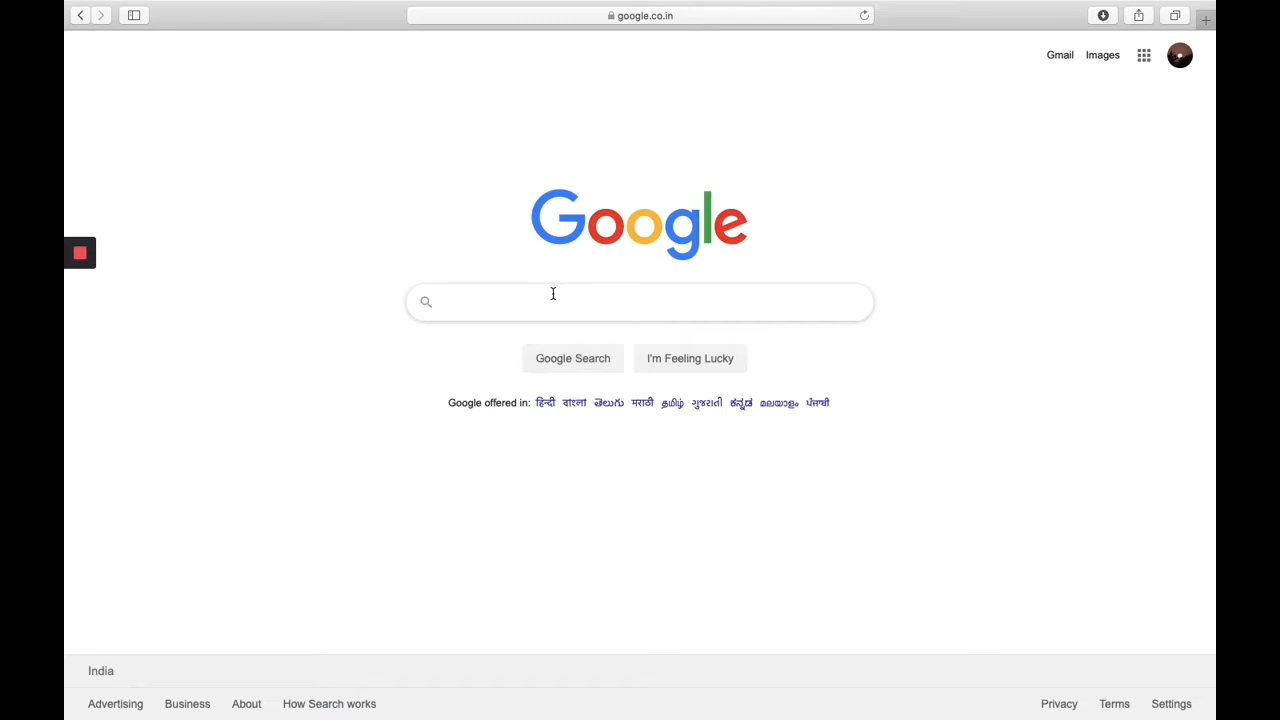 google.co.in
Gmail Images
Google
Google Search I'm Feeling Lucky
Google offered in: हिन्दी বাংলা తెలుగు मराठी தமிழ் ગુજરાતી ಕನ್ನಡ മലയാളം ਪੰਜਾਬੀ
India
Advertising Business About How Search works Privacy Terms Settings